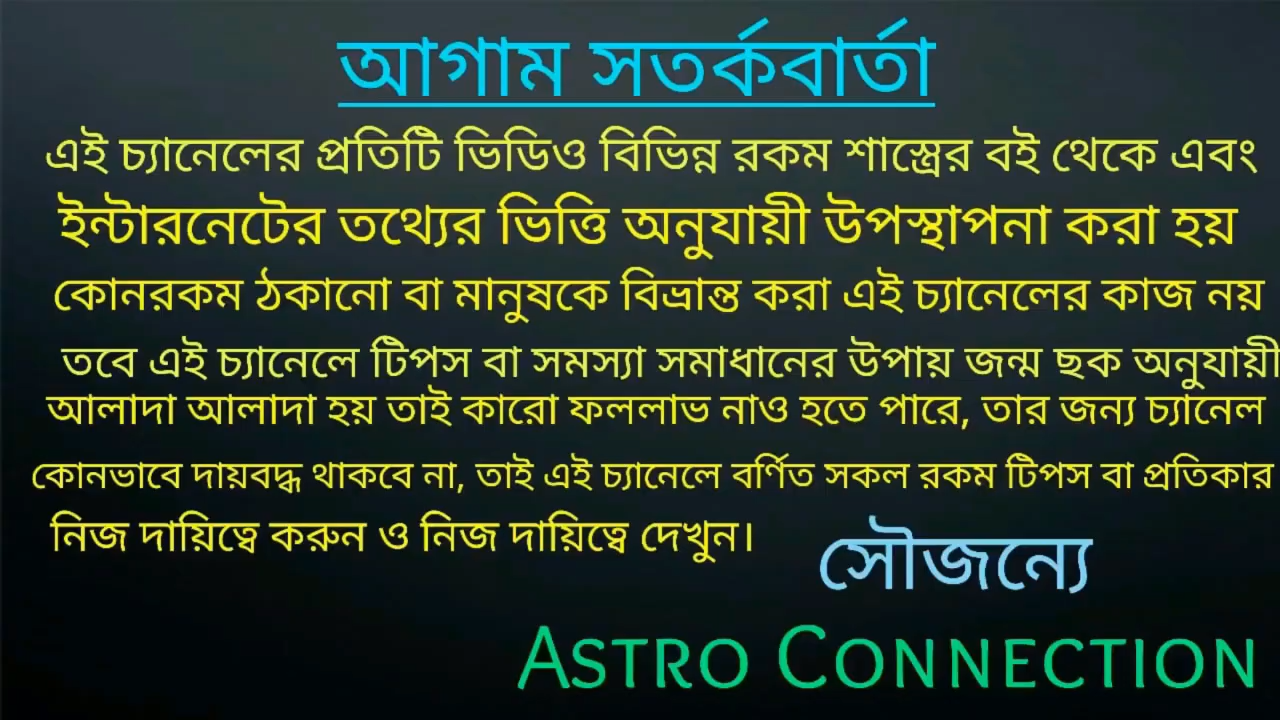 আগাম সতর্কবার্তা
এই চ্যানেলের প্রতিটি ভিডিও বিভিন্ন রকম শাস্ত্রের বই থেকে এবং
ইন্টারনেটের তথ্যের ভিত্তি অনুযায়ী উপস্থাপনা করা হয়
কোনরকম ঠকানো বা মানুষকে বিভ্রান্ত করা এই চ্যানেলের কাজ নয়
তবে এই চ্যানেলে টিপস বা সমস্যা সমাধানের উপায় জন্ম ছক অনুযায়ী
আলাদা আলাদা হয় তাই কারো ফললাভ নাও হতে পারে, তার জন্য চ্যানেল
কোনভাবে দায়বদ্ধ থাকবে না, তাই এই চ্যানেলে বর্ণিত সকল রকম টিপস বা প্রতিকার
নিজ দায়িত্বে করুন ও নিজ দায়িত্বে দেখুন।
সৌজন্যে
ASTRO CONNECTION